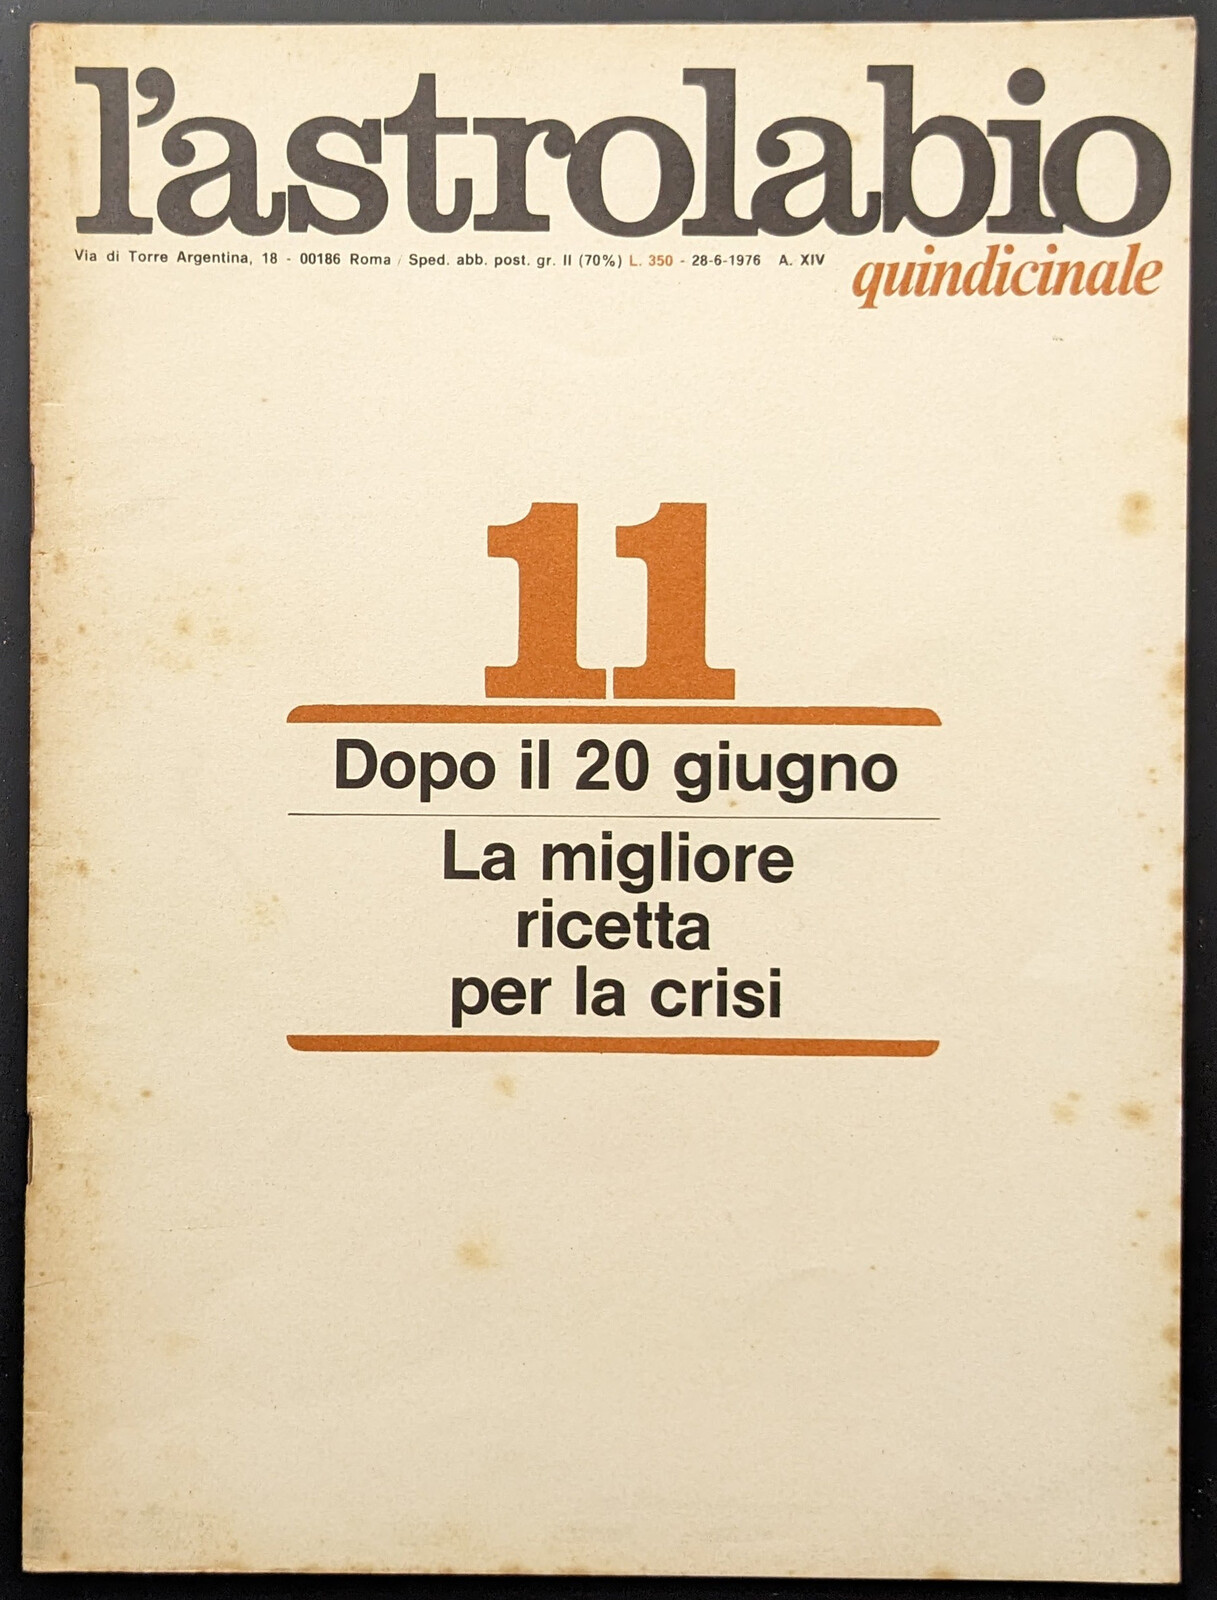 l'astrolabio
Via di Torre Argentina, 18 - 00186 Roma / Sped. abb. post. gr. II (70%) L. 350 - 28-6-1976 A. XIV
quindicinale
11
Dopo il 20 giugno
La migliore
ricetta
per la crisi